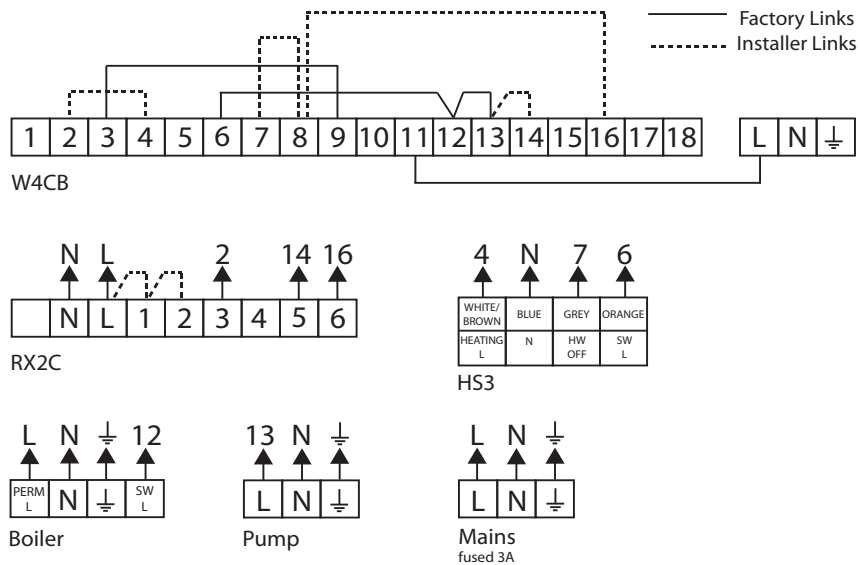 Factory Links
Installer Links
1 2 3 4 5 6 7 8 9 10 11 12 13 14 15 16 17 18 L N
W4CB
N L 2 14 16
N L 1 2 3 4 5 6
RX2C
4 N 7 6
WHITE/ BROWN BLUE GREY ORANGE
HEATING L N HW OFF SW L
HS3
L N 12
PERM L N SW L
Boiler
13 N
L N
Pump
L N
L N
Mains
fused 3A